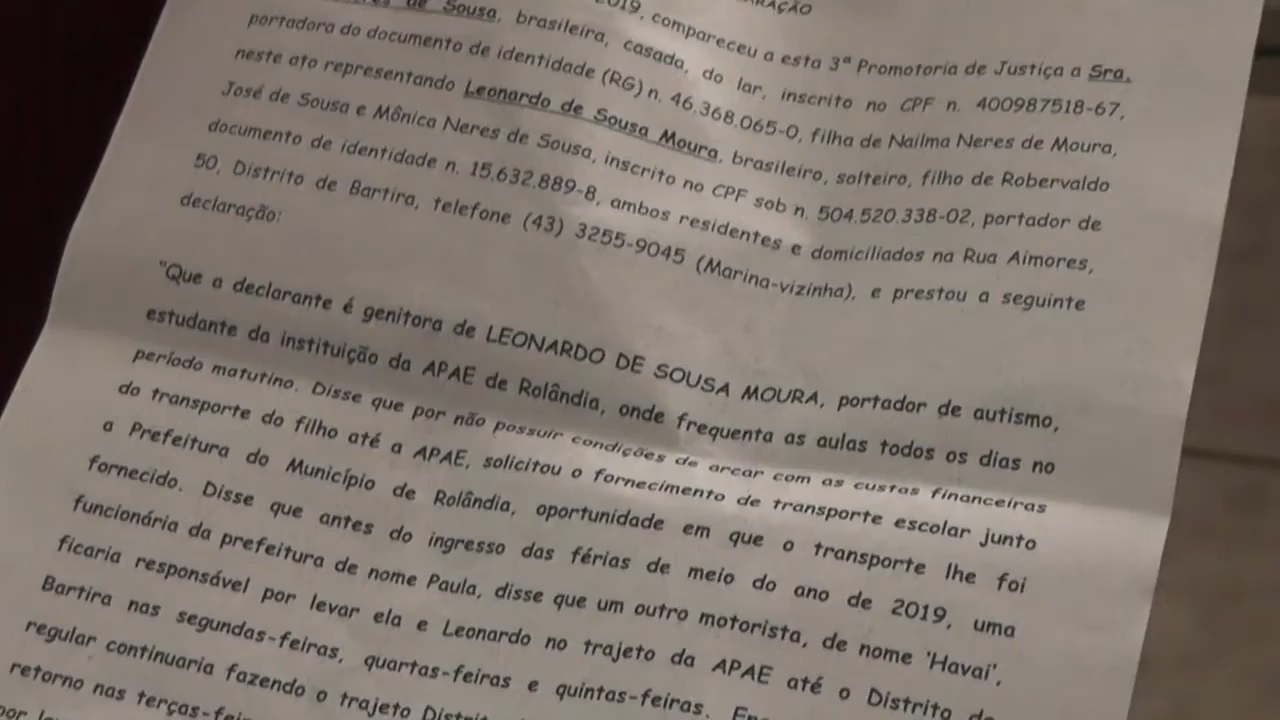 ARAÇÃO
2019, compareceu a esta 3ª Promotoria de Justiça a Sra.
de Sousa, brasileira, casada, do lar, inscrito no CPF n. 400987518-67,
portadora do documento de identidade (RG) n. 46.368.065-0, filha de Nailma Neres de Moura,
neste ato representando Leonardo de Sousa Moura, brasileiro, solteiro, filho de Robervaldo
José de Sousa e Mônica Neres de Sousa, inscrito no CPF sob n. 504.520.338-02, portador de
documento de identidade n. 15.632.889-8, ambos residentes e domiciliados na Rua Aimores,
50, Distrito de Bartira, telefone (43) 3255-9045 (Marina-vizinha), e prestou a seguinte
declaração:
"Que a declarante é genitora de LEONARDO DE SOUSA MOURA, portador de autismo,
estudante da instituição da APAE de Rolândia, onde frequenta as aulas todos os dias no
período matutino. Disse que por não possuir condições de arcar com as custas financeiras
do transporte do filho até a APAE, solicitou o fornecimento de transporte escolar junto
a Prefeitura do Município de Rolândia, oportunidade em que o transporte lhe foi
fornecido. Disse que antes do ingresso das férias de meio do ano de 2019, uma
funcionária da prefeitura de nome Paula, disse que um outro motorista, de nome 'Havai',
ficaria responsável por levar ela e Leonardo no trajeto da APAE até o Distrito de
Bartira nas segundas-feiras, quartas-feiras e quintas-feiras.
regular continuaria fazendo o trajeto
retorno nas